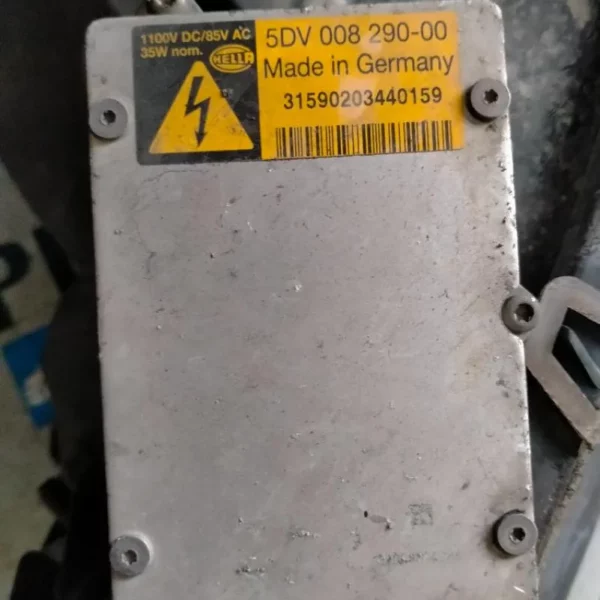 1100V DC/85V AC
35W nom.
HELLA
5DV 008 290-00
Made in Germany
31590203440159